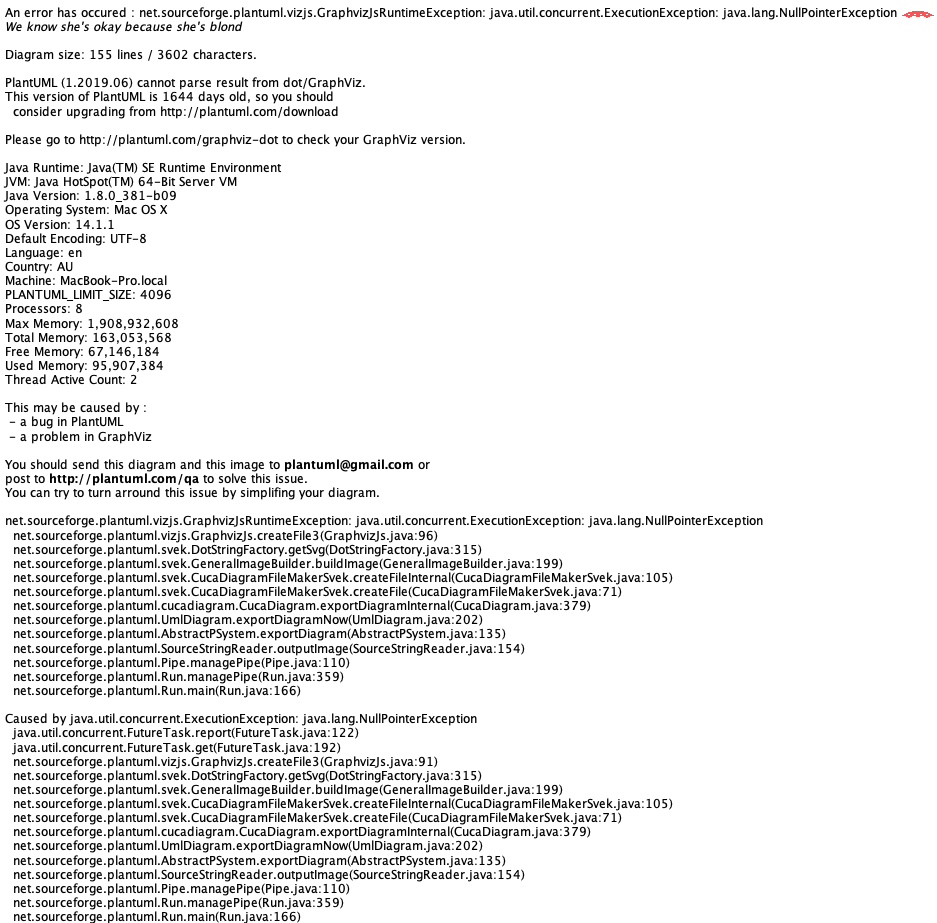 An error has occured : net.sourceforge.plantuml.vizjs.GraphvizJsRuntimeException: java.util.concurrent.ExecutionException: java.lang.NullPointerException
We know she's okay because she's blond
Diagram size: 155 lines / 3602 characters.
PlantUML (1.2019.06) cannot parse result from dot/GraphViz.
This version of PlantUML is 1644 days old, so you should
consider upgrading from http://plantuml.com/download
Please go to http://plantuml.com/graphviz-dot to check your GraphViz version.
Java Runtime: Java(TM) SE Runtime Environment
JVM: Java HotSpot(TM) 64-Bit Server VM
Java Version: 1.8.0_381-b09
Operating System: Mac OS X
OS Version: 14.1.1
Default Encoding: UTF-8
Language: en
Country: AU
Machine: MacBook-Pro.local
PLANTUML_LIMIT_SIZE: 4096
Processors: 8
Max Memory: 1,908,932,608
Total Memory: 163,053,568
Free Memory: 67,146,184
Used Memory: 95,907,384
Thread Active Count: 2
This may be caused by :
- a bug in PlantUML
- a problem in GraphViz
You should send this diagram and this image to plantuml@gmail.com or
post to http://plantuml.com/qa to solve this issue.
You can try to turn arround this issue by simplifing your diagram.
net.sourceforge.plantuml.vizjs.GraphvizJsRuntimeException: java.util.concurrent.ExecutionException: java.lang.NullPointerException
net.sourceforge.plantuml.vizjs.GraphvizJs.createFile3(GraphvizJs.java:96)
net.sourceforge.plantuml.svek.DotStringFactory.getSvg(DotStringFactory.java:315)
net.sourceforge.plantuml.svek.GeneralImageBuilder.buildImage(GeneralImageBuilder.java:199)
net.sourceforge.plantuml.svek.CucaDiagramFileMakerSvek.createFileInternal(CucaDiagramFileMakerSvek.java:105)
net.sourceforge.plantuml.svek.CucaDiagramFileMakerSvek.createFile(CucaDiagramFileMakerSvek.java:71)
net.sourceforge.plantuml.cucadiagram.CucaDiagram.exportDiagramInternal(CucaDiagram.java:379)
net.sourceforge.plantuml.UmlDiagram.exportDiagramNow(UmlDiagram.java:202)
net.sourceforge.plantuml.AbstractPSystem.exportDiagram(AbstractPSystem.java:135)
net.sourceforge.plantuml.SourceStringReader.outputImage(SourceStringReader.java:154)
net.sourceforge.plantuml.Pipe.managePipe(Pipe.java:110)
net.sourceforge.plantuml.Run.managePipe(Run.java:359)
net.sourceforge.plantuml.Run.main(Run.java:166)
Caused by java.util.concurrent.ExecutionException: java.lang.NullPointerException
java.util.concurrent.FutureTask.report(FutureTask.java:122)
java.util.concurrent.FutureTask.get(FutureTask.java:192)
net.sourceforge.plantuml.vizjs.GraphvizJs.createFile3(GraphvizJs.java:91)
net.sourceforge.plantuml.svek.DotStringFactory.getSvg(DotStringFactory.java:315)
net.sourceforge.plantuml.svek.GeneralImageBuilder.buildImage(GeneralImageBuilder.java:199)
net.sourceforge.plantuml.svek.CucaDiagramFileMakerSvek.createFileInternal(CucaDiagramFileMakerSvek.java:105)
net.sourceforge.plantuml.svek.CucaDiagramFileMakerSvek.createFile(CucaDiagramFileMakerSvek.java:71)
net.sourceforge.plantuml.cucadiagram.CucaDiagram.exportDiagramInternal(CucaDiagram.java:379)
net.sourceforge.plantuml.UmlDiagram.exportDiagramNow(UmlDiagram.java:202)
net.sourceforge.plantuml.AbstractPSystem.exportDiagram(AbstractPSystem.java:135)
net.sourceforge.plantuml.SourceStringReader.outputImage(SourceStringReader.java:154)
net.sourceforge.plantuml.Pipe.managePipe(Pipe.java:110)
net.sourceforge.plantuml.Run.managePipe(Run.java:359)
net.sourceforge.plantuml.Run.main(Run.java:166)